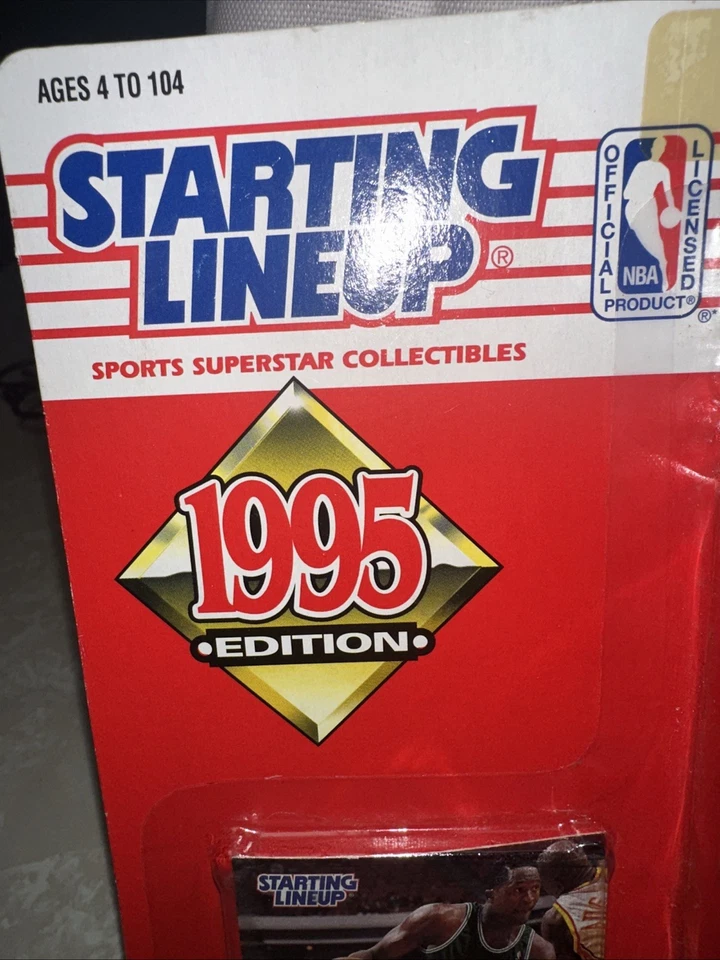 AGES 4 TO 104
STARTING
LINEUP®
SPORTS SUPERSTAR COLLECTIBLES
OFFICIAL
LICENSED
NBA
PRODUCT®
®*
1995
•EDITION•
STARTING
LINEUP